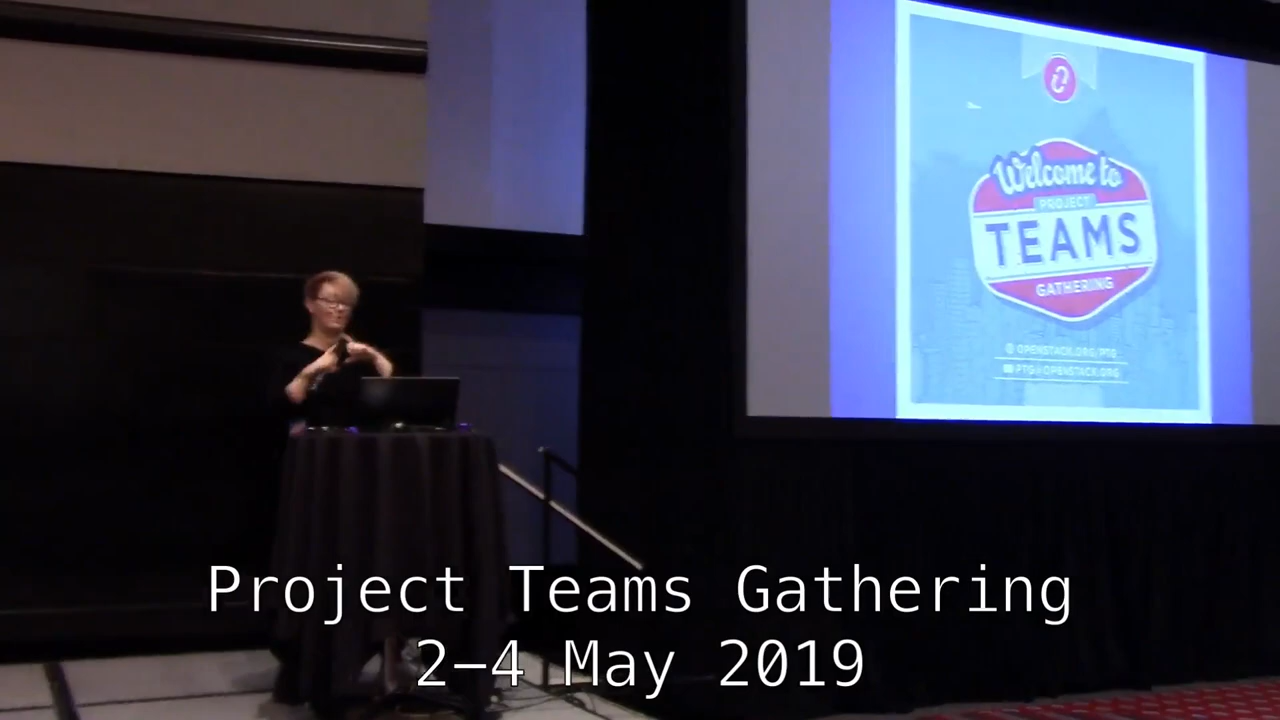 Welcome to
PROJECT
TEAMS
GATHERING
OPENSTACK.ORG/PTG
PTG@OPENSTACK.ORG
Project Teams Gathering
2–4 May 2019